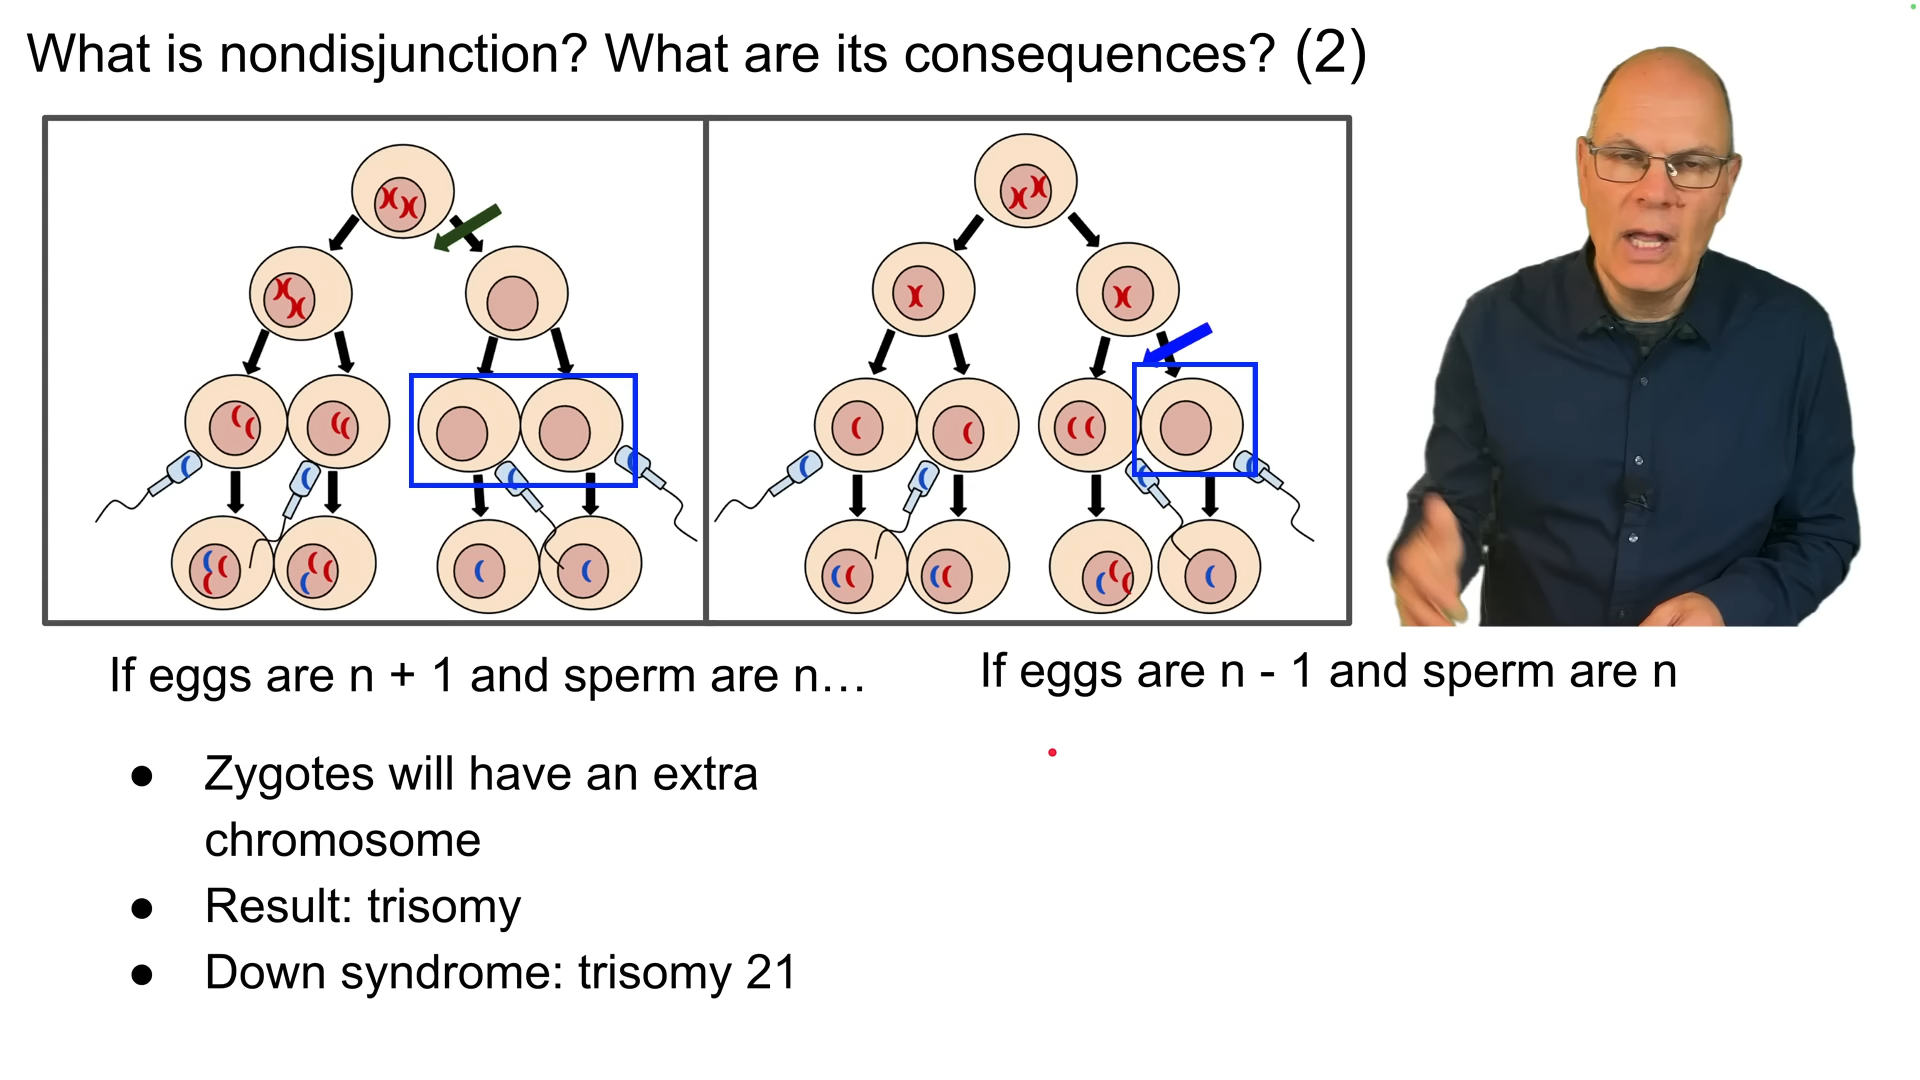 What is nondisjunction? What are its consequences? (2)
If eggs are n + 1 and sperm are n…
If eggs are n - 1 and sperm are n
● Zygotes will have an extra
chromosome
● Result: trisomy
● Down syndrome: trisomy 21